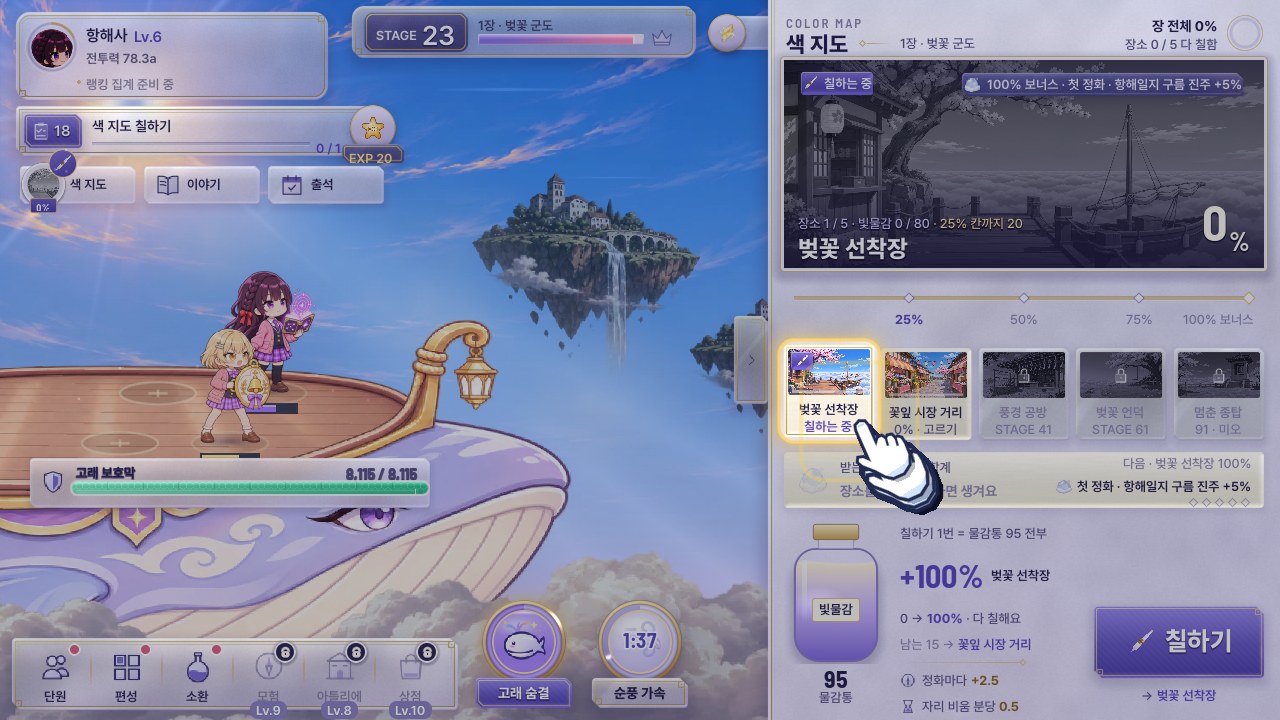 항해사 Lv.6
전투력 78.3a
랭킹 집계 준비 중
STAGE 23
1장 · 벚꽃 군도
18
색 지도 칠하기
0 / 1
EXP 20
색 지도
0%
이야기
출석
고래 보호막
8,115 / 8,115
1:37
고래 숨결
순풍 가속
단원
편성
소환
모험
Lv.9
아틀리에
Lv.8
상점
Lv.10
COLOR MAP
색 지도
1장 · 벚꽃 군도
장 전체 0%
장소 0 / 5 다 칠함
칠하는 중
100% 보너스 · 첫 정화 · 항해일지 구름 진주 +5%
장소 1 / 5 · 빛물감 0 / 80 · 25% 칸까지 20
벚꽃 선착장
0%
25%
50%
75%
100% 보너스
벚꽃 선착장
칠하는 중
꽃잎 시장 거리
0% · 고르기
풍경 공방
STAGE 41
벚꽃 언덕
STAGE 61
멈춘 종탑
91 · 미오
면 생겨요
다음 · 벚꽃 선착장 100%
첫 정화 · 항해일지 구름 진주 +5%
빛물감
95
물감통
칠하기 1번 = 물감통 95 전부
+100% 벚꽃 선착장
0 → 100% · 다 칠해요
남는 15 → 꽃잎 시장 거리
정화마다 +2.5
자리 비움 분당 0.5
칠하기
→ 벚꽃 선착장